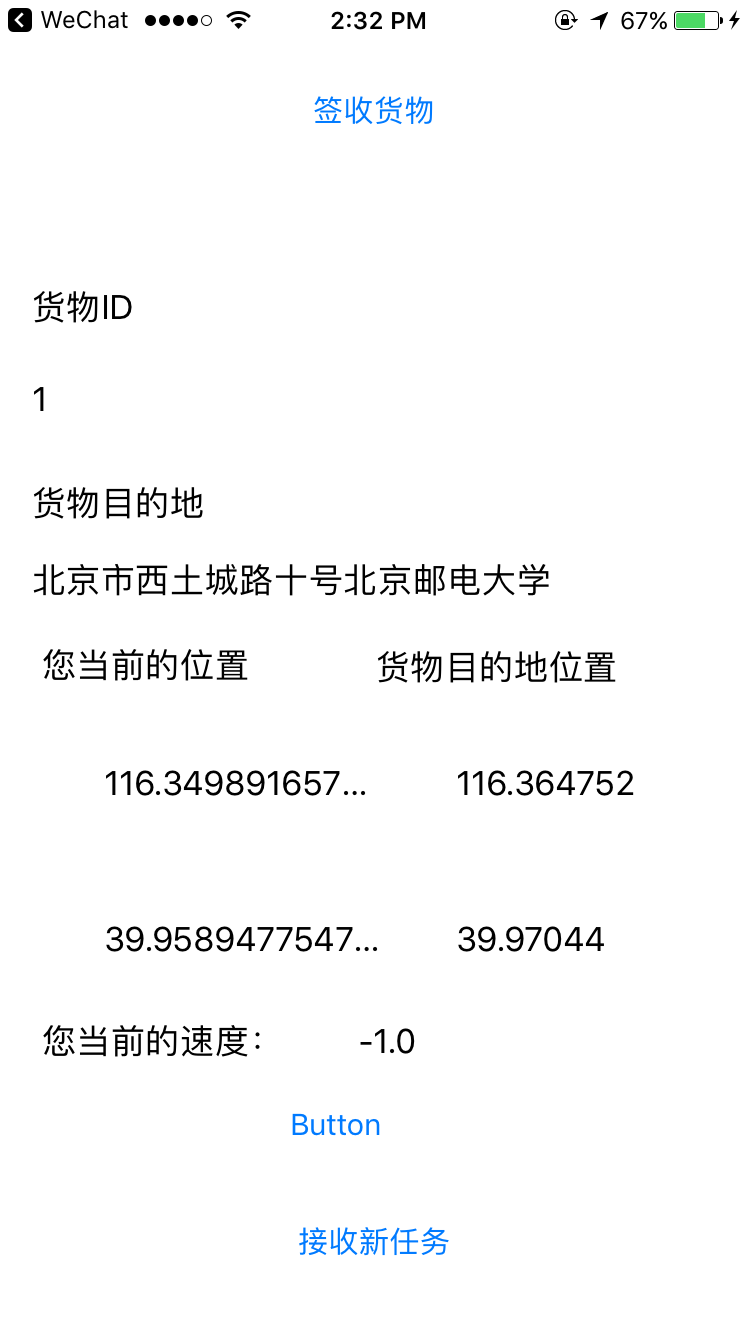 WeChat 2:32 PM 67%
签收货物
货物ID
1
货物目的地
北京市西土城路十号北京邮电大学
您当前的位置 货物目的地位置
116.349891657... 116.364752
39.9589477547... 39.97044
您当前的速度： -1.0
Button
接收新任务